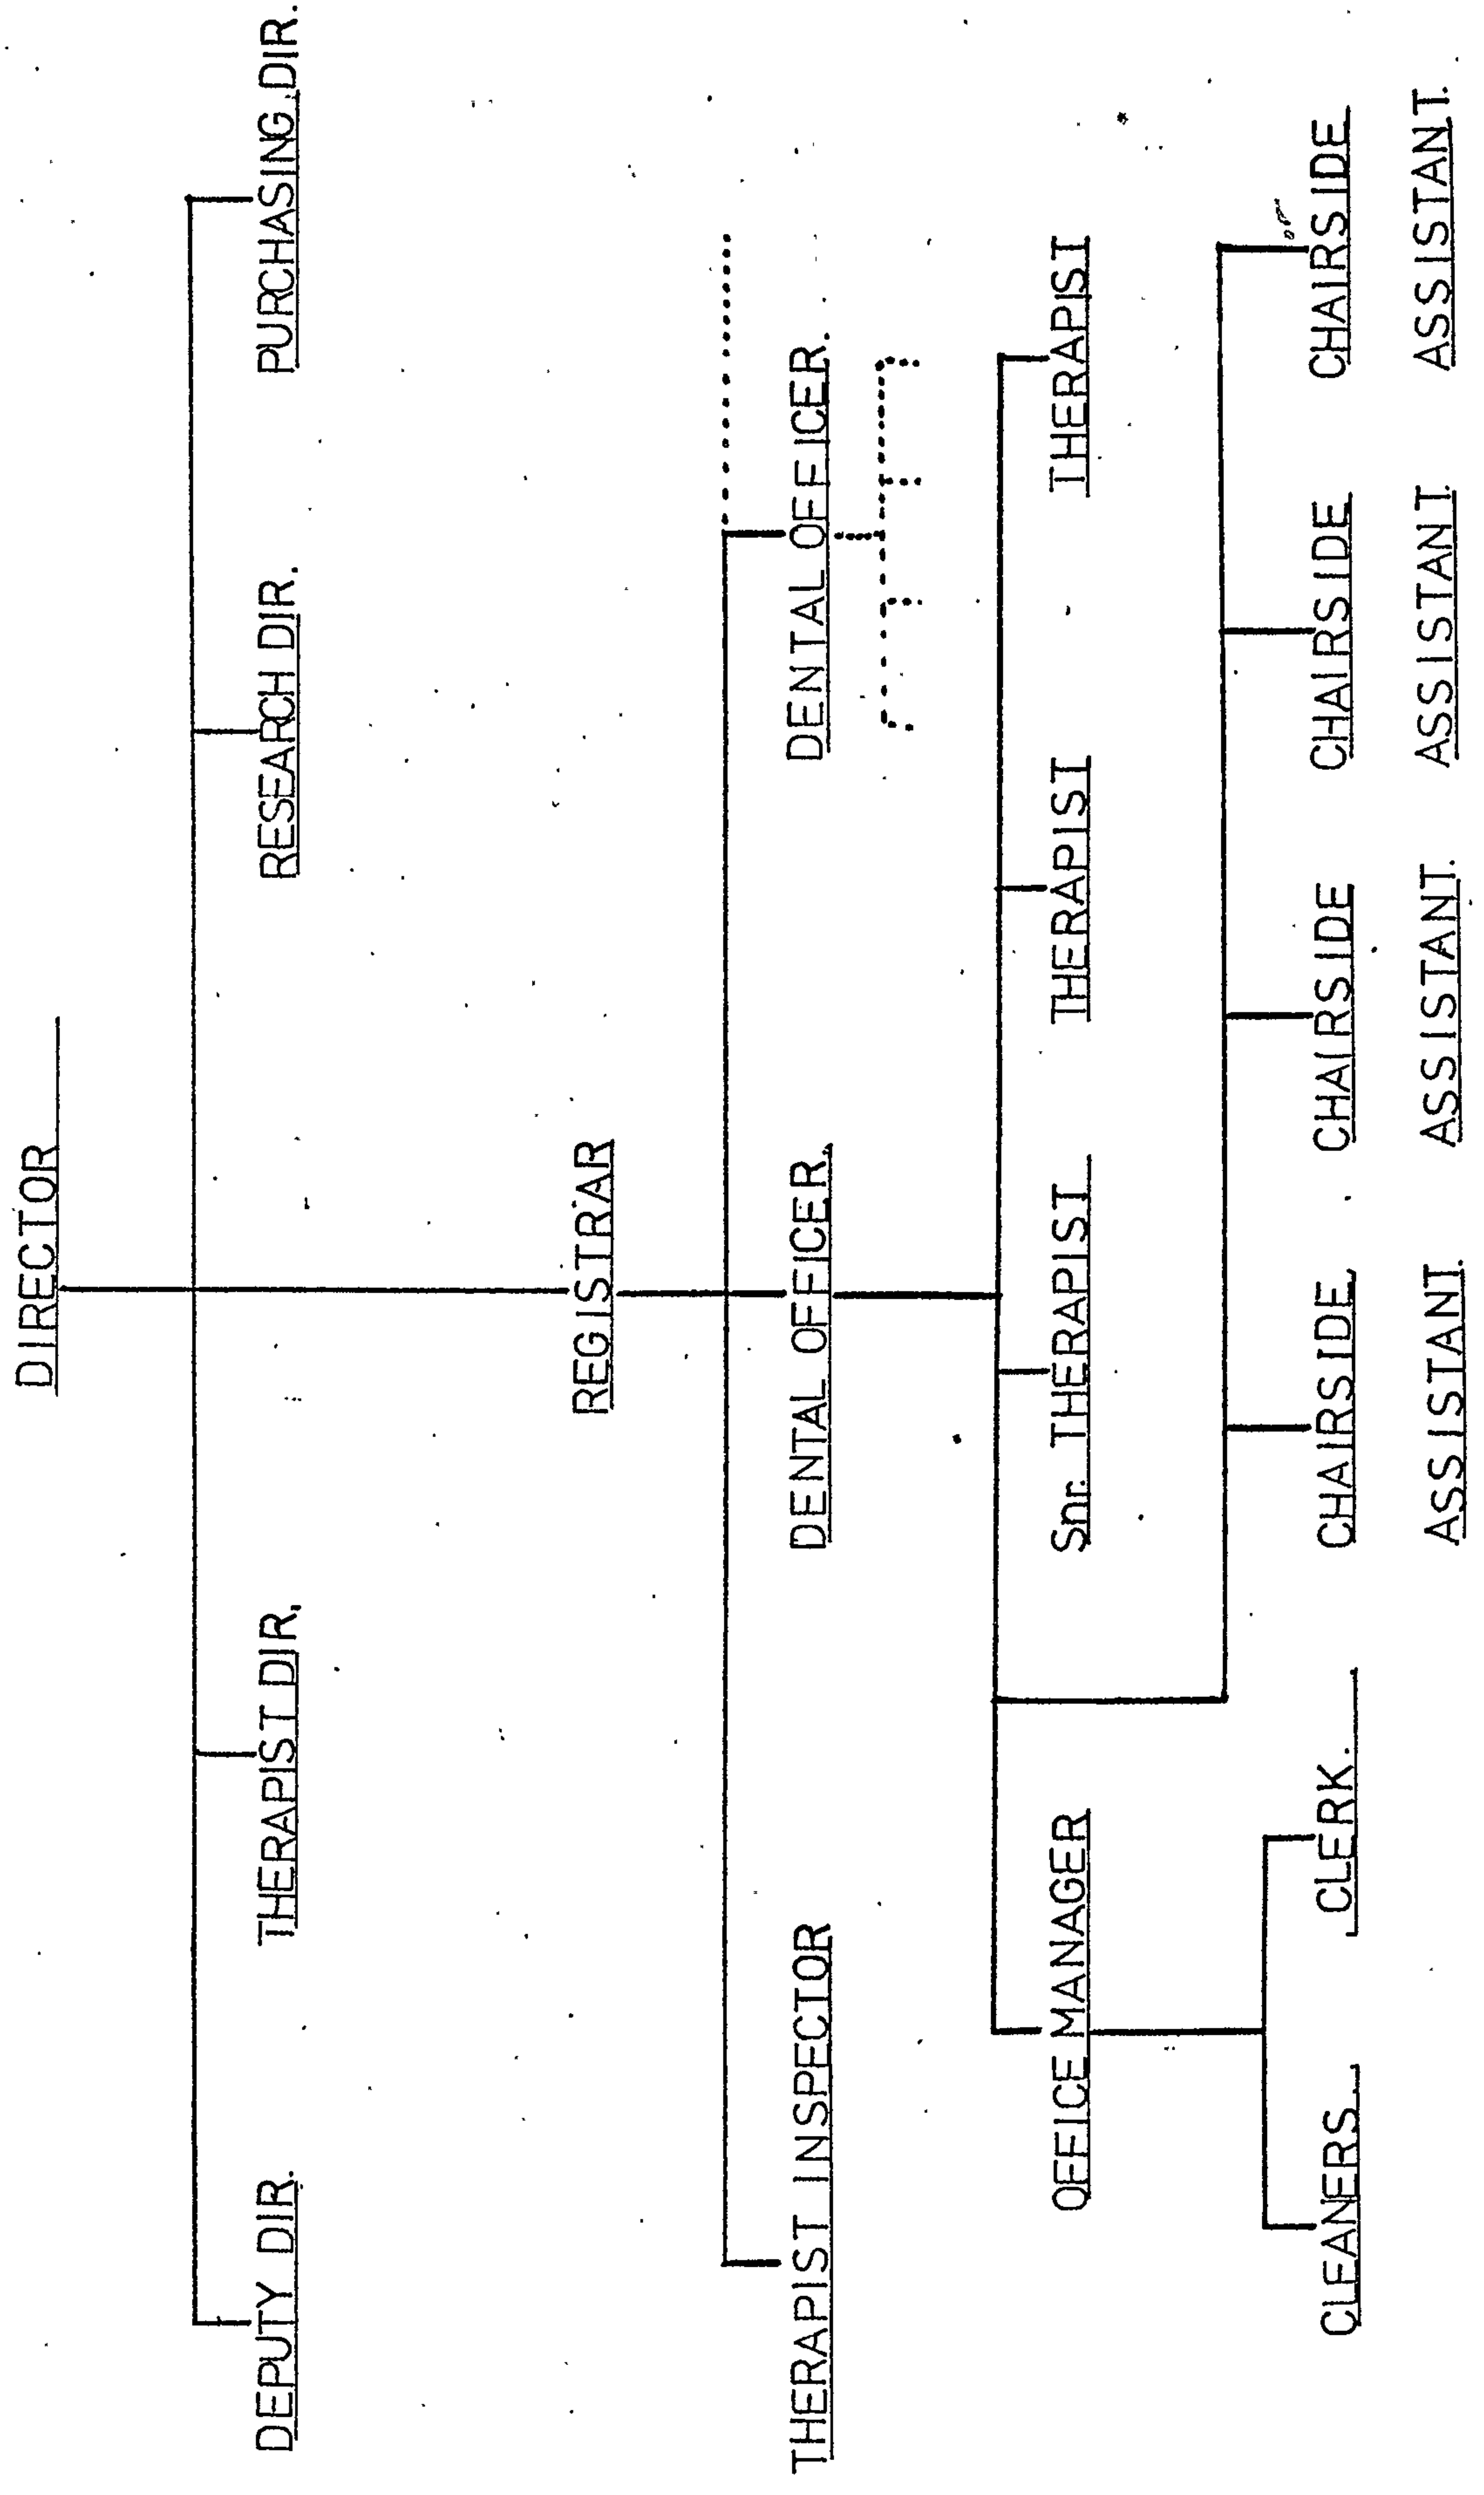 DIRECTOR
DEPUTY DIR.
THERAPIST DIR.
RESEARCH DIR.
PURCHASING DIR.
REGISTRAR
THERAPIST INSPECTOR
DENTAL OFFICER.
DENTAL OFFICER.
OFFICE MANAGER
Snr. THERAPIST
THERAPIST
THERAPIST
CLEANERS.
CLERK.
CHAIRSIDE
ASSISTANT.
CHAIRSIDE
ASSISTANT.
CHAIRSIDE
ASSISTANT.
CHAIRSIDE
ASSISTANT.